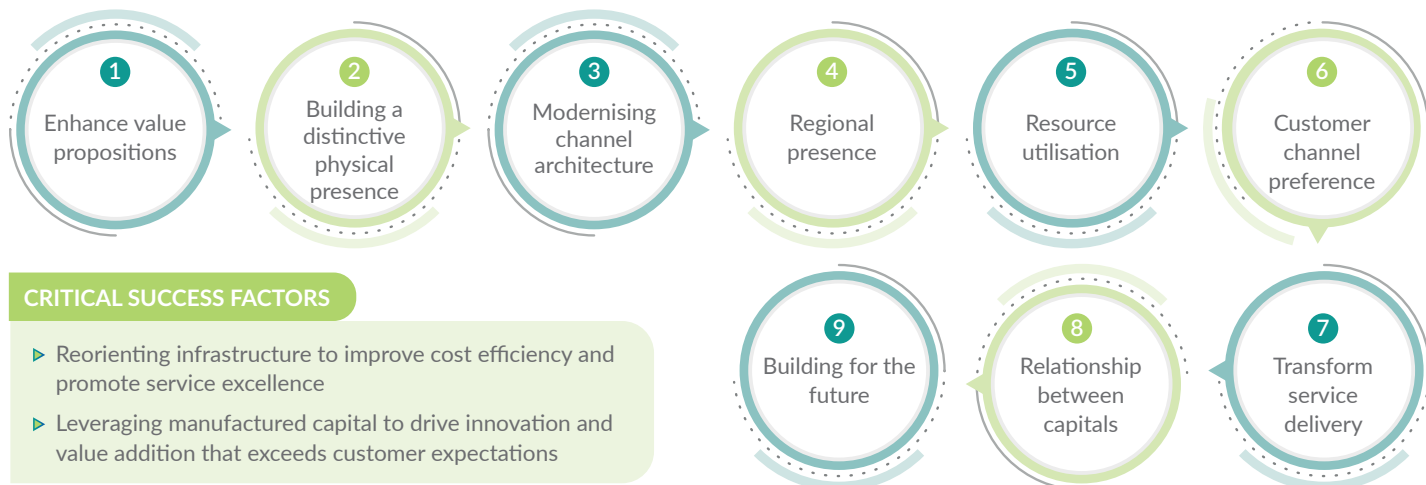 1
Enhance value
propositions
2
Building a
distinctive
physical
presence
3
Modernising
channel
architecture
4
Regional
presence
5
Resource
utilisation
6
Customer
channel
preference
7
Transform
service
delivery
8
Relationship
between
capitals
9
Building for the
future
CRITICAL SUCCESS FACTORS
Reorienting infrastructure to improve cost efficiency and
promote service excellence
Leveraging manufactured capital to drive innovation and
value addition that exceeds customer expectations